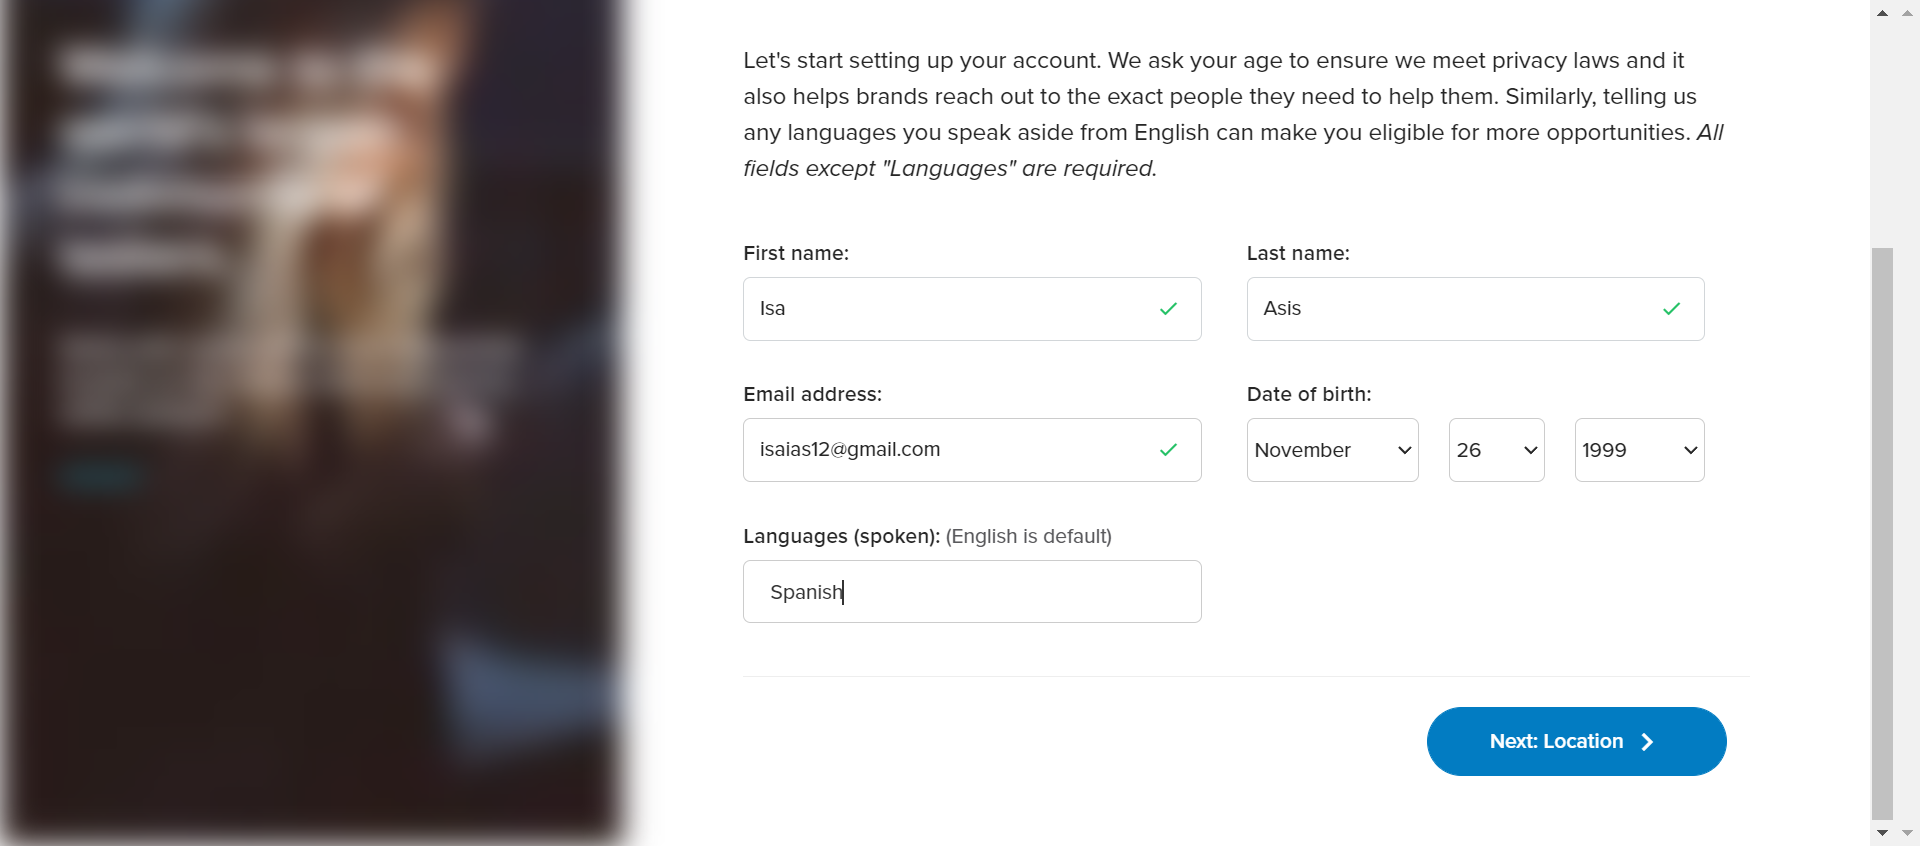 Let's start setting up your account. We ask your age to ensure we meet privacy laws and it
also helps brands reach out to the exact people they need to help them. Similarly, telling us
any languages you speak aside from English can make you eligible for more opportunities. All
fields except "Languages" are required.
First name:
Last name:
Isa
Asis
Email address:
Date of birth:
isaias12@gmail.com
November
26
1999
Languages (spoken): (English is default)
Spanish
Next: Location